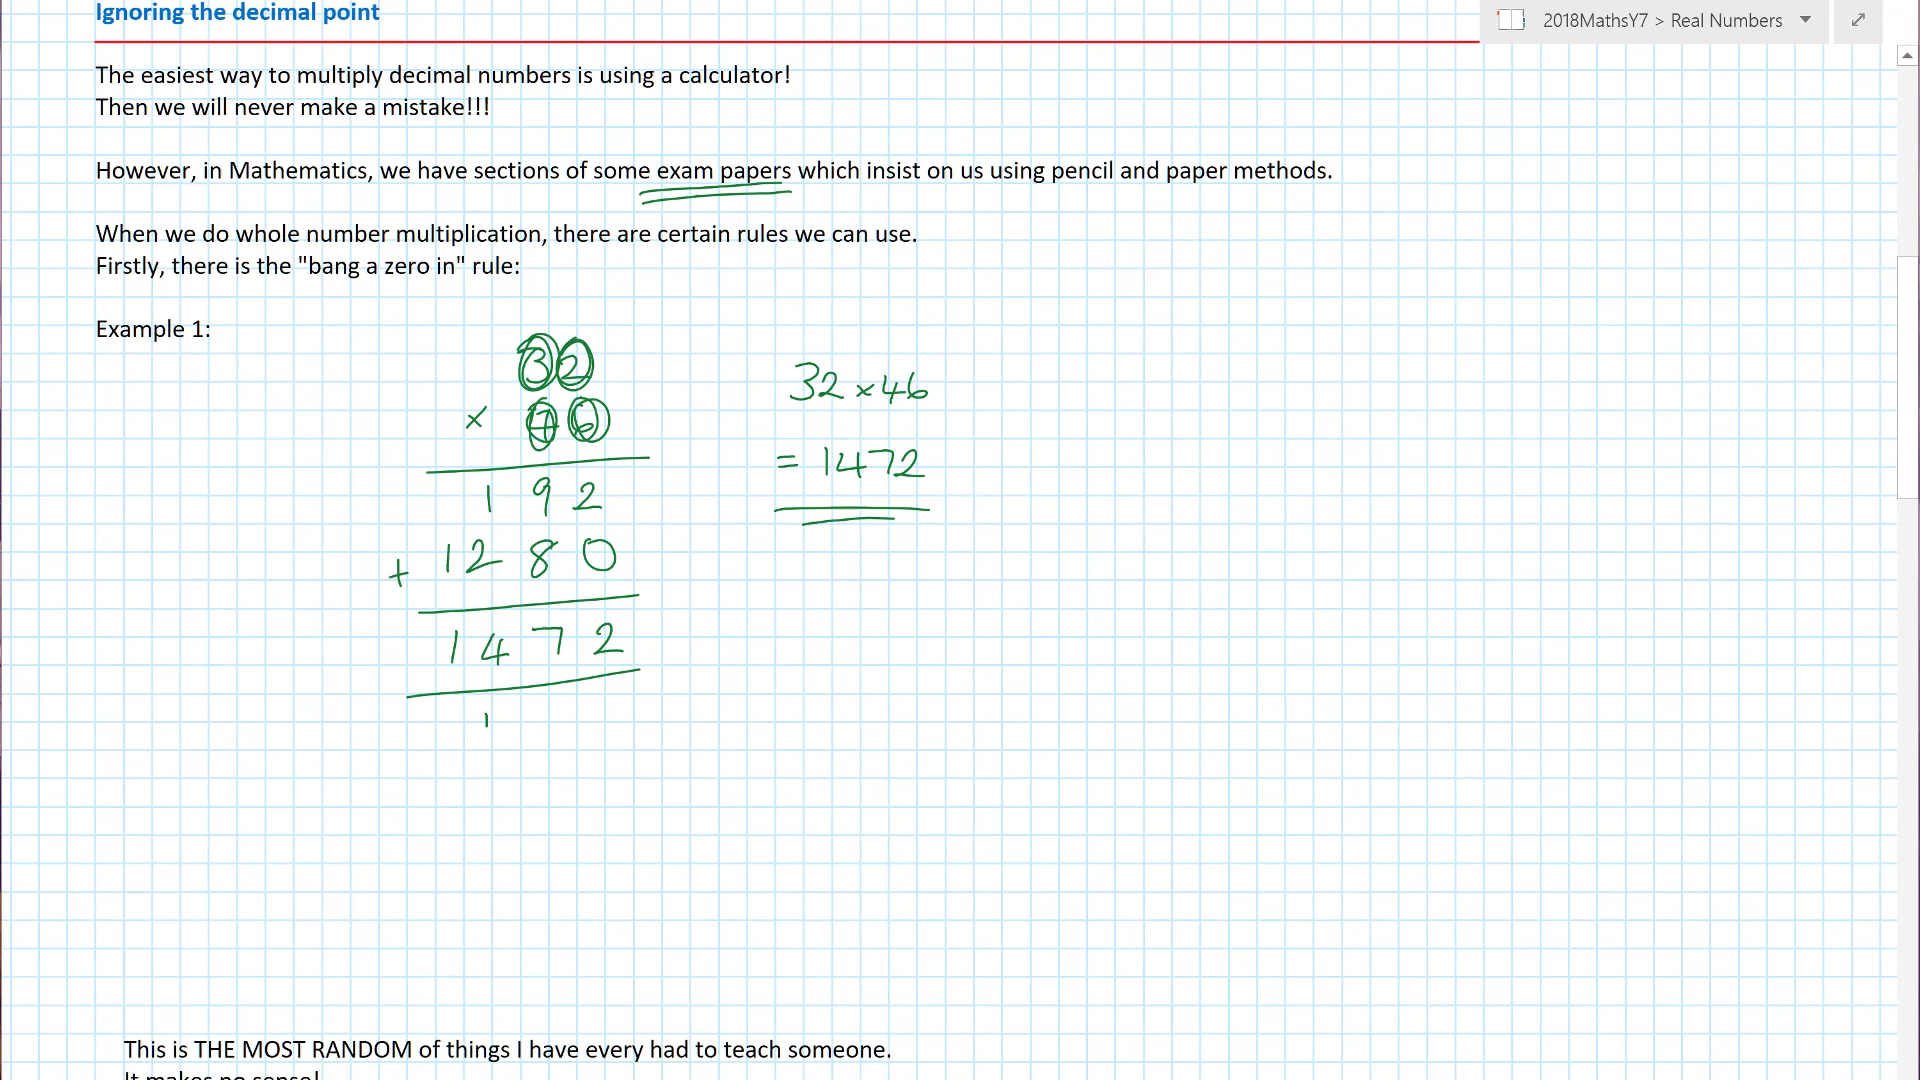 Ignoring the decimal point
2018MathsY7 > Real Numbers
The easiest way to multiply decimal numbers is using a calculator!
Then we will never make a mistake!!!
However, in Mathematics, we have sections of some exam papers which insist on us using pencil and paper methods.
When we do whole number multiplication, there are certain rules we can use.
Firstly, there is the "bang a zero in" rule:
Example 1:
32
× 46
192
+ 1280
1472
1
32 × 46
= 1472
This is THE MOST RANDOM of things I have every had to teach someone.
It makes no sense!